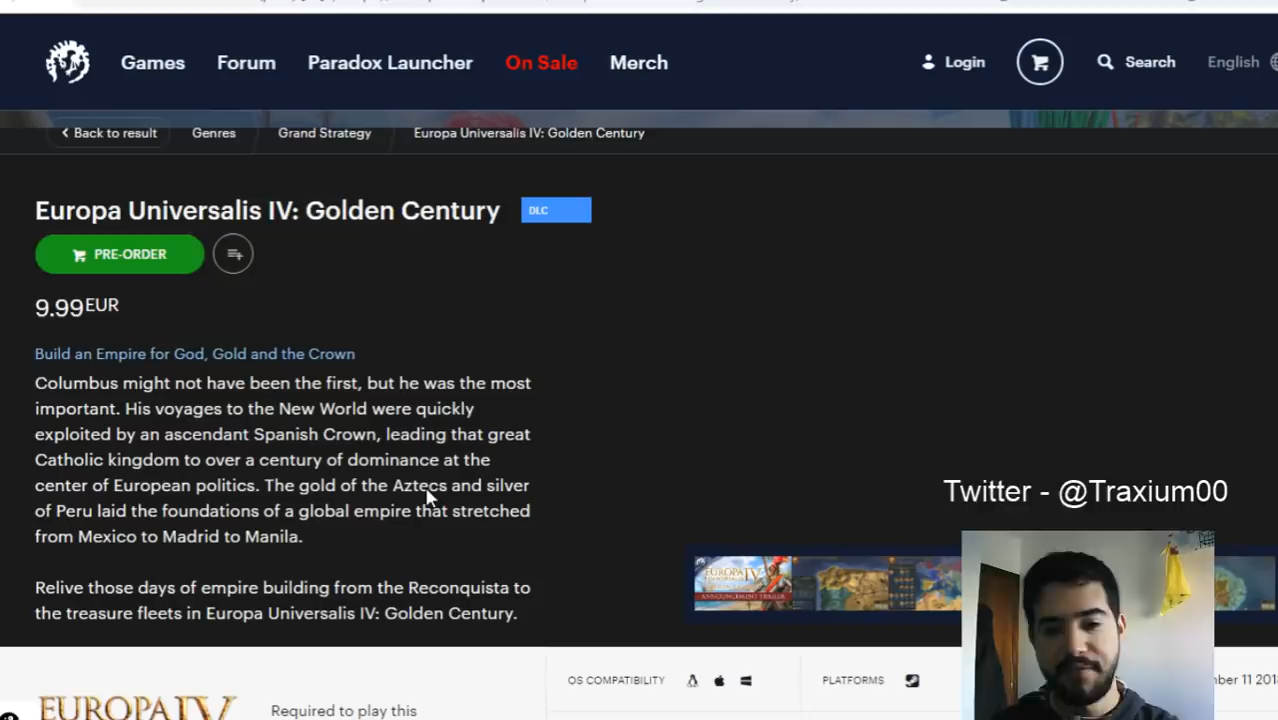 Games Forum Paradox Launcher On Sale Merch Login Search English
Back to result Genres Grand Strategy Europa Universalis IV: Golden Century
Europa Universalis IV: Golden Century DLC
PRE-ORDER
9.99EUR
Build an Empire for God, Gold and the Crown
Columbus might not have been the first, but he was the most
important. His voyages to the New World were quickly
exploited by an ascendant Spanish Crown, leading that great
Catholic kingdom to over a century of dominance at the
center of European politics. The gold of the Aztecs and silver
of Peru laid the foundations of a global empire that stretched
from Mexico to Madrid to Manila.
Relive those days of empire building from the Reconquista to
the treasure fleets in Europa Universalis IV: Golden Century.
Twitter - @Traxium00
EUROPA IV
ANNOUNCEMENT TRAILER
OS COMPATIBILITY PLATFORMS 11 201
EUROPA IV
Required to play this